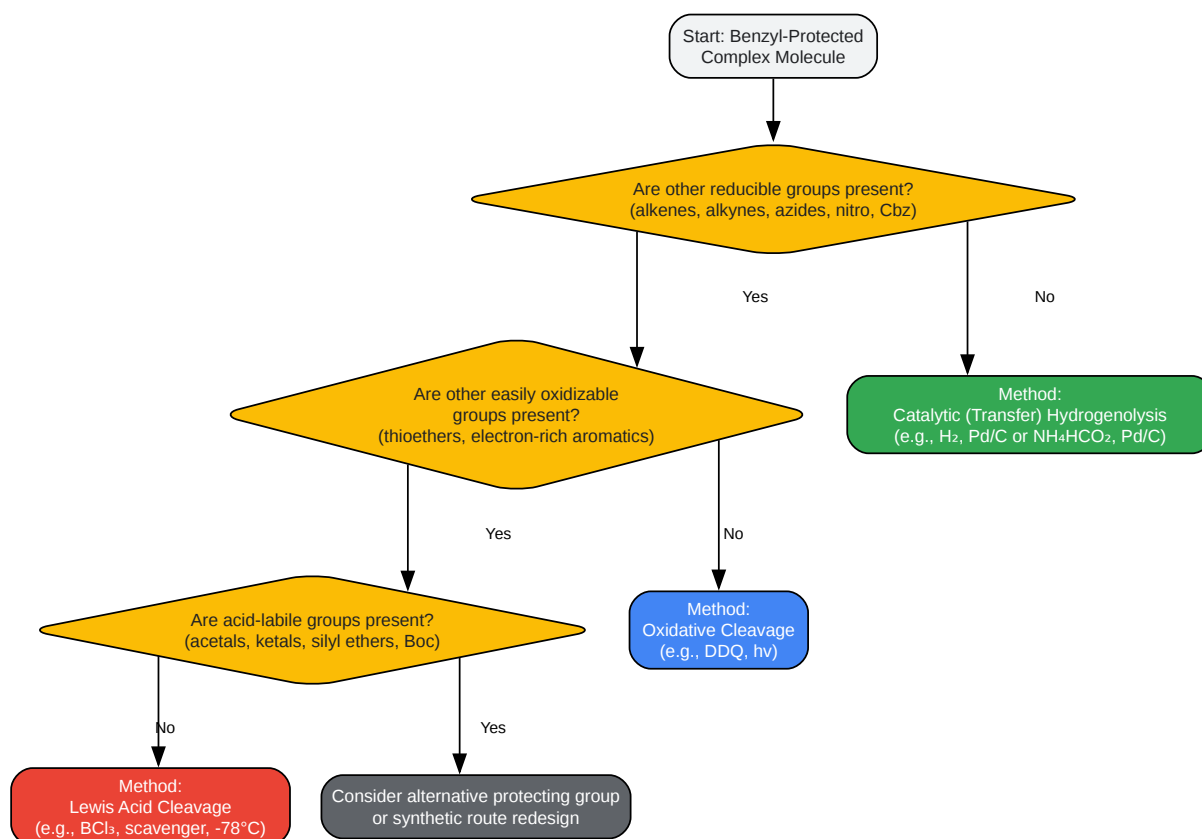 Start: Benzyl-Protected
Complex Molecule
Are other reducible groups present?
(alkenes, alkynes, azides, nitro, Cbz)
Yes
No
Are other easily oxidizable
groups present?
(thioethers, electron-rich aromatics)
Method:
Catalytic (Transfer) Hydrogenolysis
(e.g., H₂, Pd/C or NH₄HCO₂, Pd/C)
Yes
No
Are acid-labile groups present?
(acetals, ketals, silyl ethers, Boc)
Method:
Oxidative Cleavage
(e.g., DDQ, hv)
No
Yes
Method:
Lewis Acid Cleavage
(e.g., BCl₃, scavenger, -78°C)
Consider alternative protecting group
or synthetic route redesign